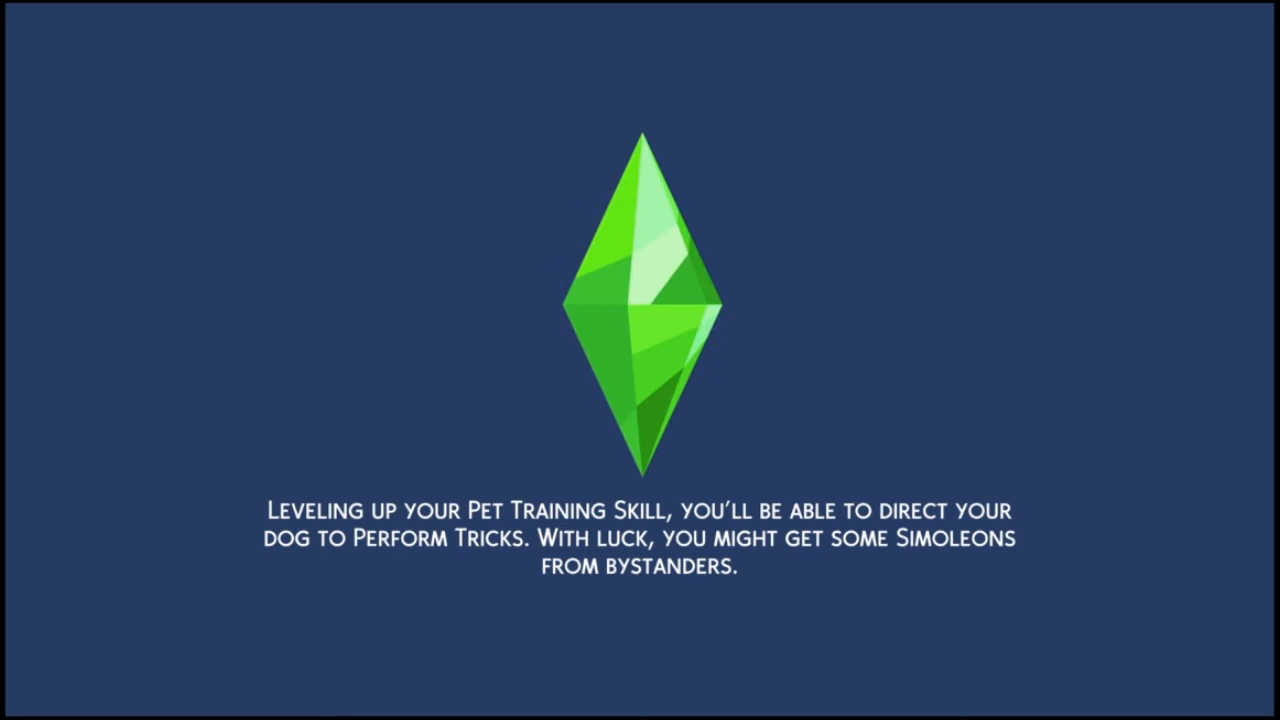 Leveling up your Pet Training Skill, you'll be able to direct your
dog to Perform Tricks. With luck, you might get some Simoleons
from bystanders.